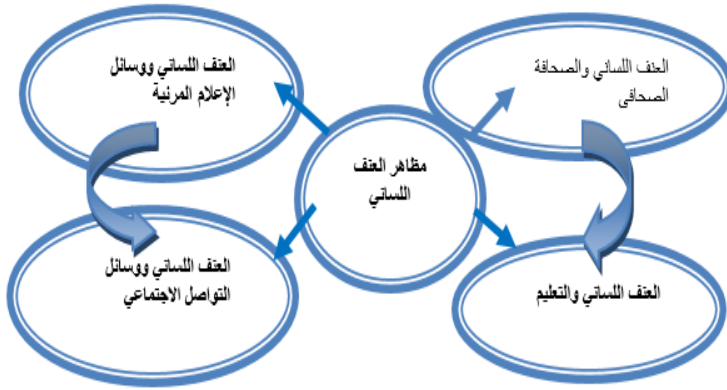 العنف اللساني والصحافة
الصحافى
العنف اللساني ووسائل
الإعلام المرئية
مظاهر العنف
اللساني
العنف اللساني والتعليم
العنف اللساني ووسائل
التواصل الاجتماعي